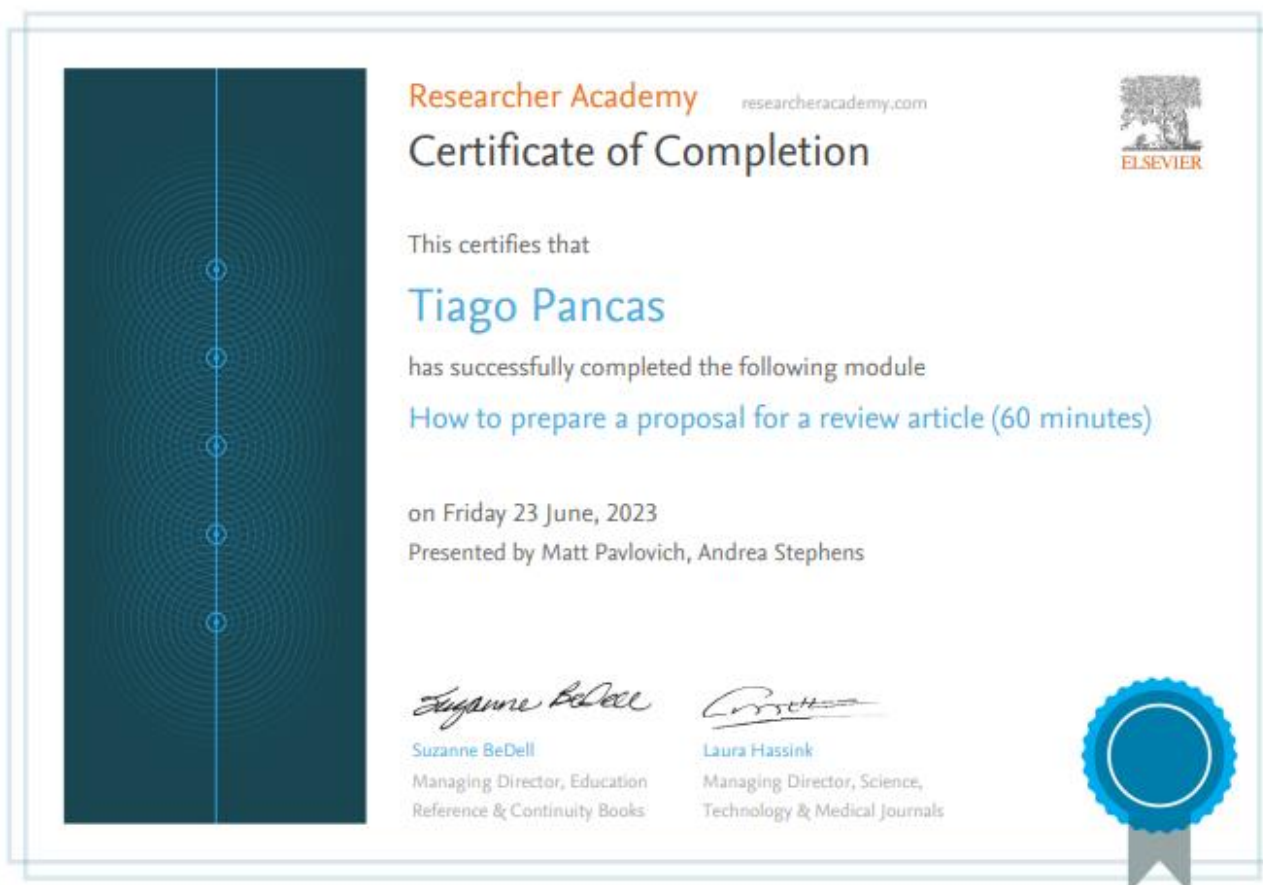 Researcher Academy researcheracademy.com
Certificate of Completion
ELSEVIER
This certifies that
Tiago Pancas
has successfully completed the following module
How to prepare a proposal for a review article (60 minutes)
on Friday 23 June, 2023
Presented by Matt Pavlovich, Andrea Stephens
Suzanne BeDell
Suzanne BeDell
Managing Director, Education
Reference & Continuity Books
Laura Hassink
Managing Director, Science,
Technology & Medical Journals